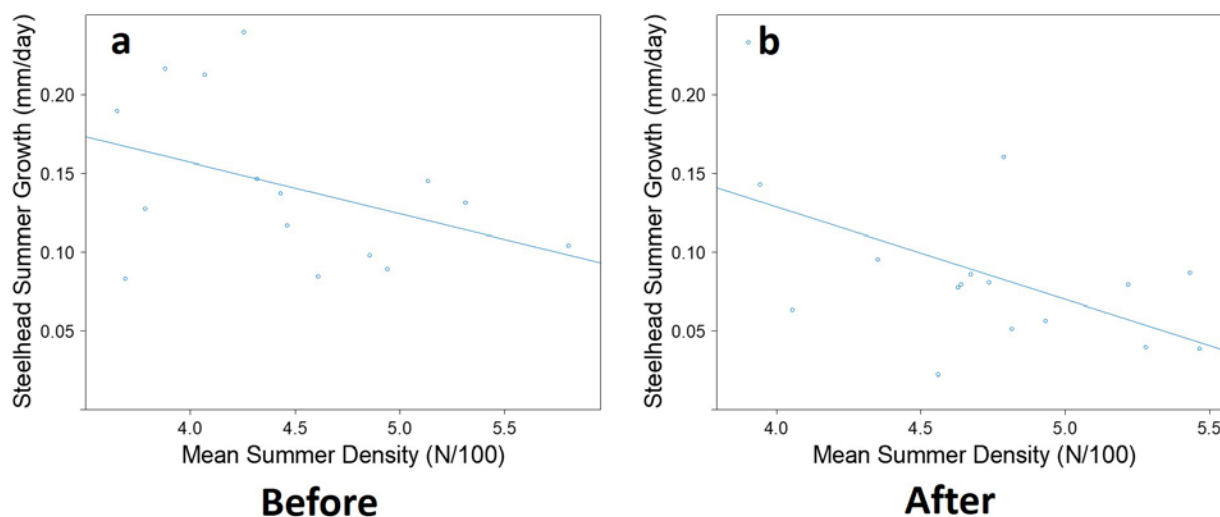 a
Steelhead Summer Growth (mm/day)
0.20
0.15
0.10
0.05
4.0 4.5 5.0 5.5
Mean Summer Density (N/100)
Before
b
Steelhead Summer Growth (mm/day)
0.20
0.15
0.10
0.05
4.0 4.5 5.0 5.5
Mean Summer Density (N/100)
After